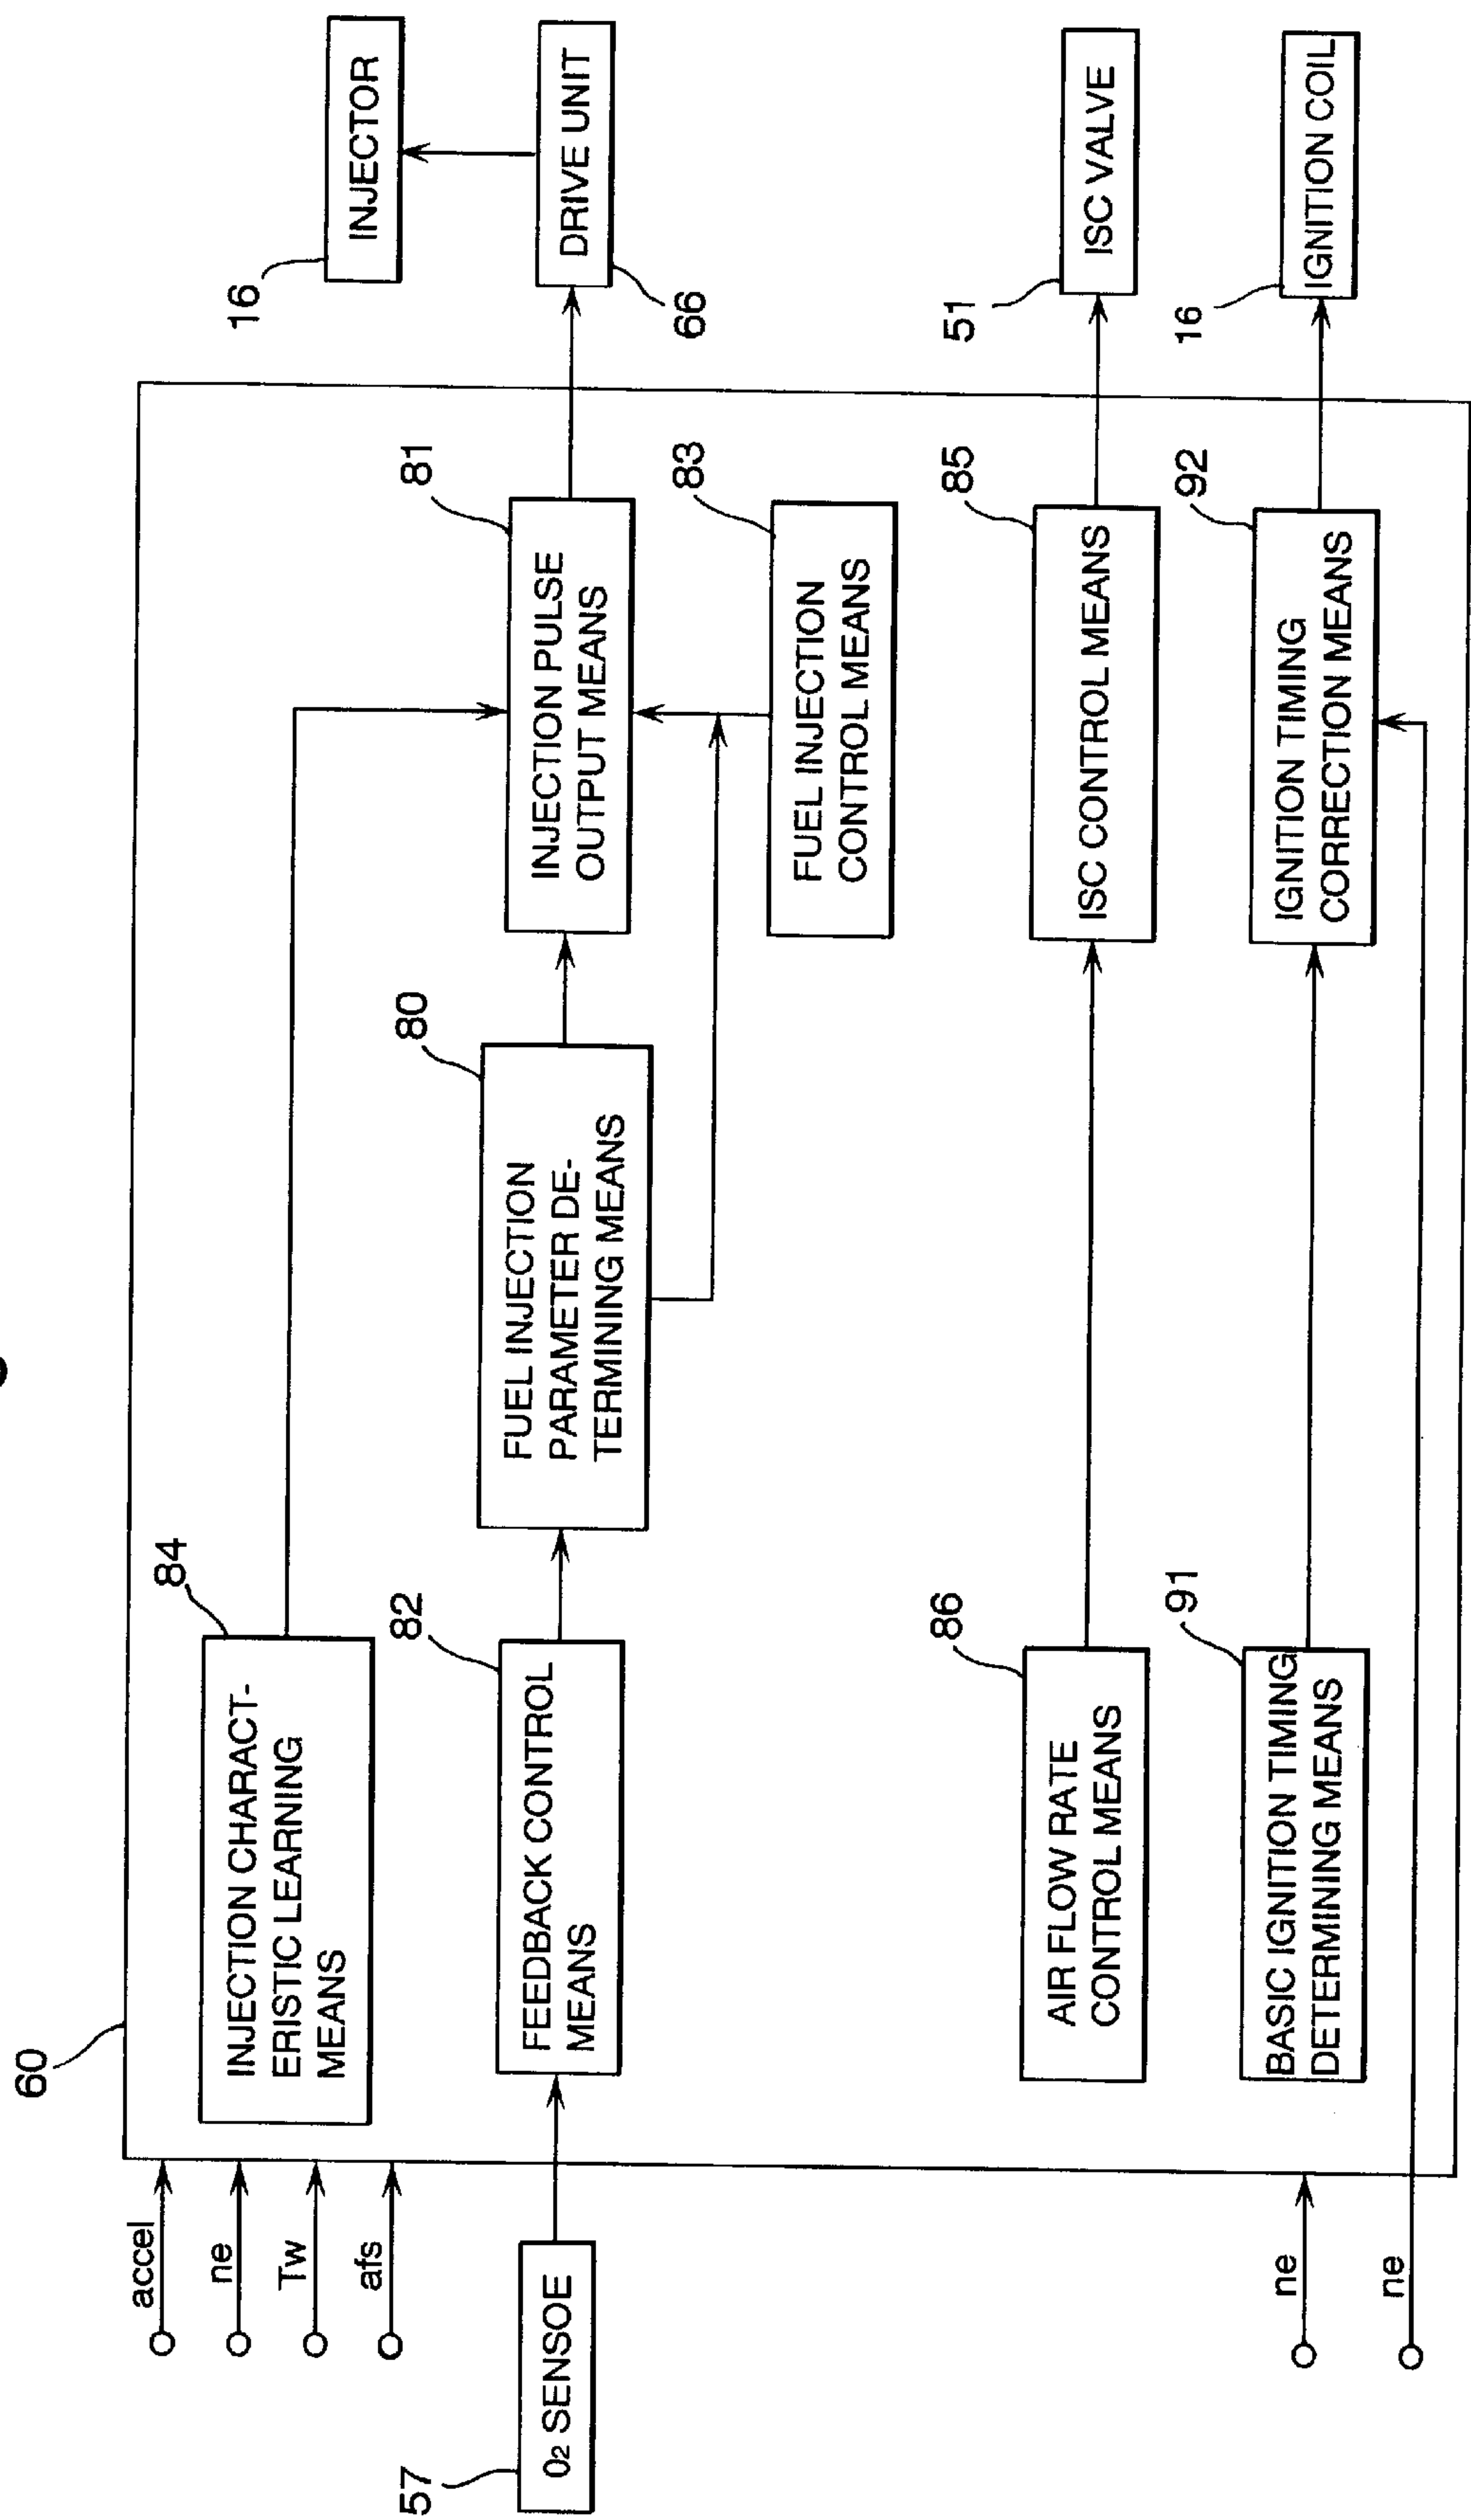 60
accel
ne
Tw
afs
84
INJECTION CHARACT-
ERISTIC LEARNING
MEANS
16
INJECTOR
57
O2 SENSOE
82
FEEDBACK CONTROL
MEANS
80
FUEL INJECTION
PARAMETER DE-
TERMINING MEANS
81
INJECTION PULSE
OUTPUT MEANS
DRIVE UNIT
66
83
FUEL INJECTION
CONTROL MEANS
86
AIR FLOW RATE
CONTROL MEANS
85
ISC CONTROL MEANS
51
ISC VALVE
ne
91
BASIC IGNITION TIMING
DETERMINING MEANS
92
IGNITION TIMING
CORRECTION MEANS
16
IGNITION COIL
ne